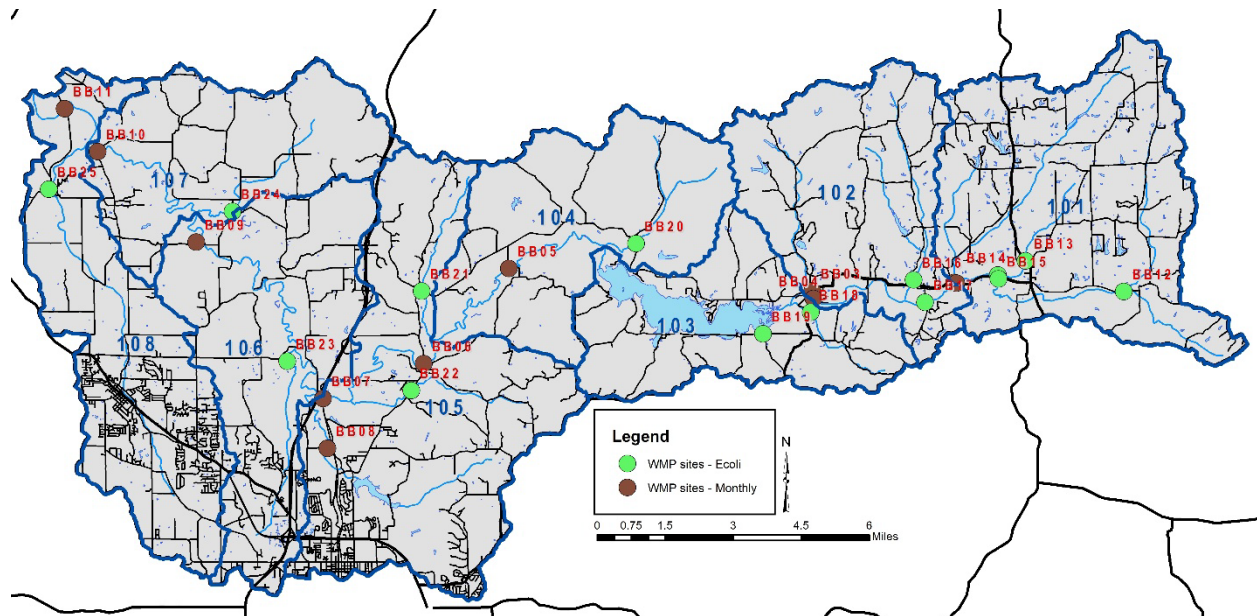 BB11
BB10
107
BB25
BB24
BB09
104
BB20
BB05
BB21
102
101
BB13
BB16
BB14
BB15
BB12
BB04
BB03
BB18
BB19
103
108
106
BB23
BB06
BB22
105
BB07
BB08
Legend
WMP sites - Ecoli
WMP sites - Monthly
N
0 0.75 1.5 3 4.5 6
Miles